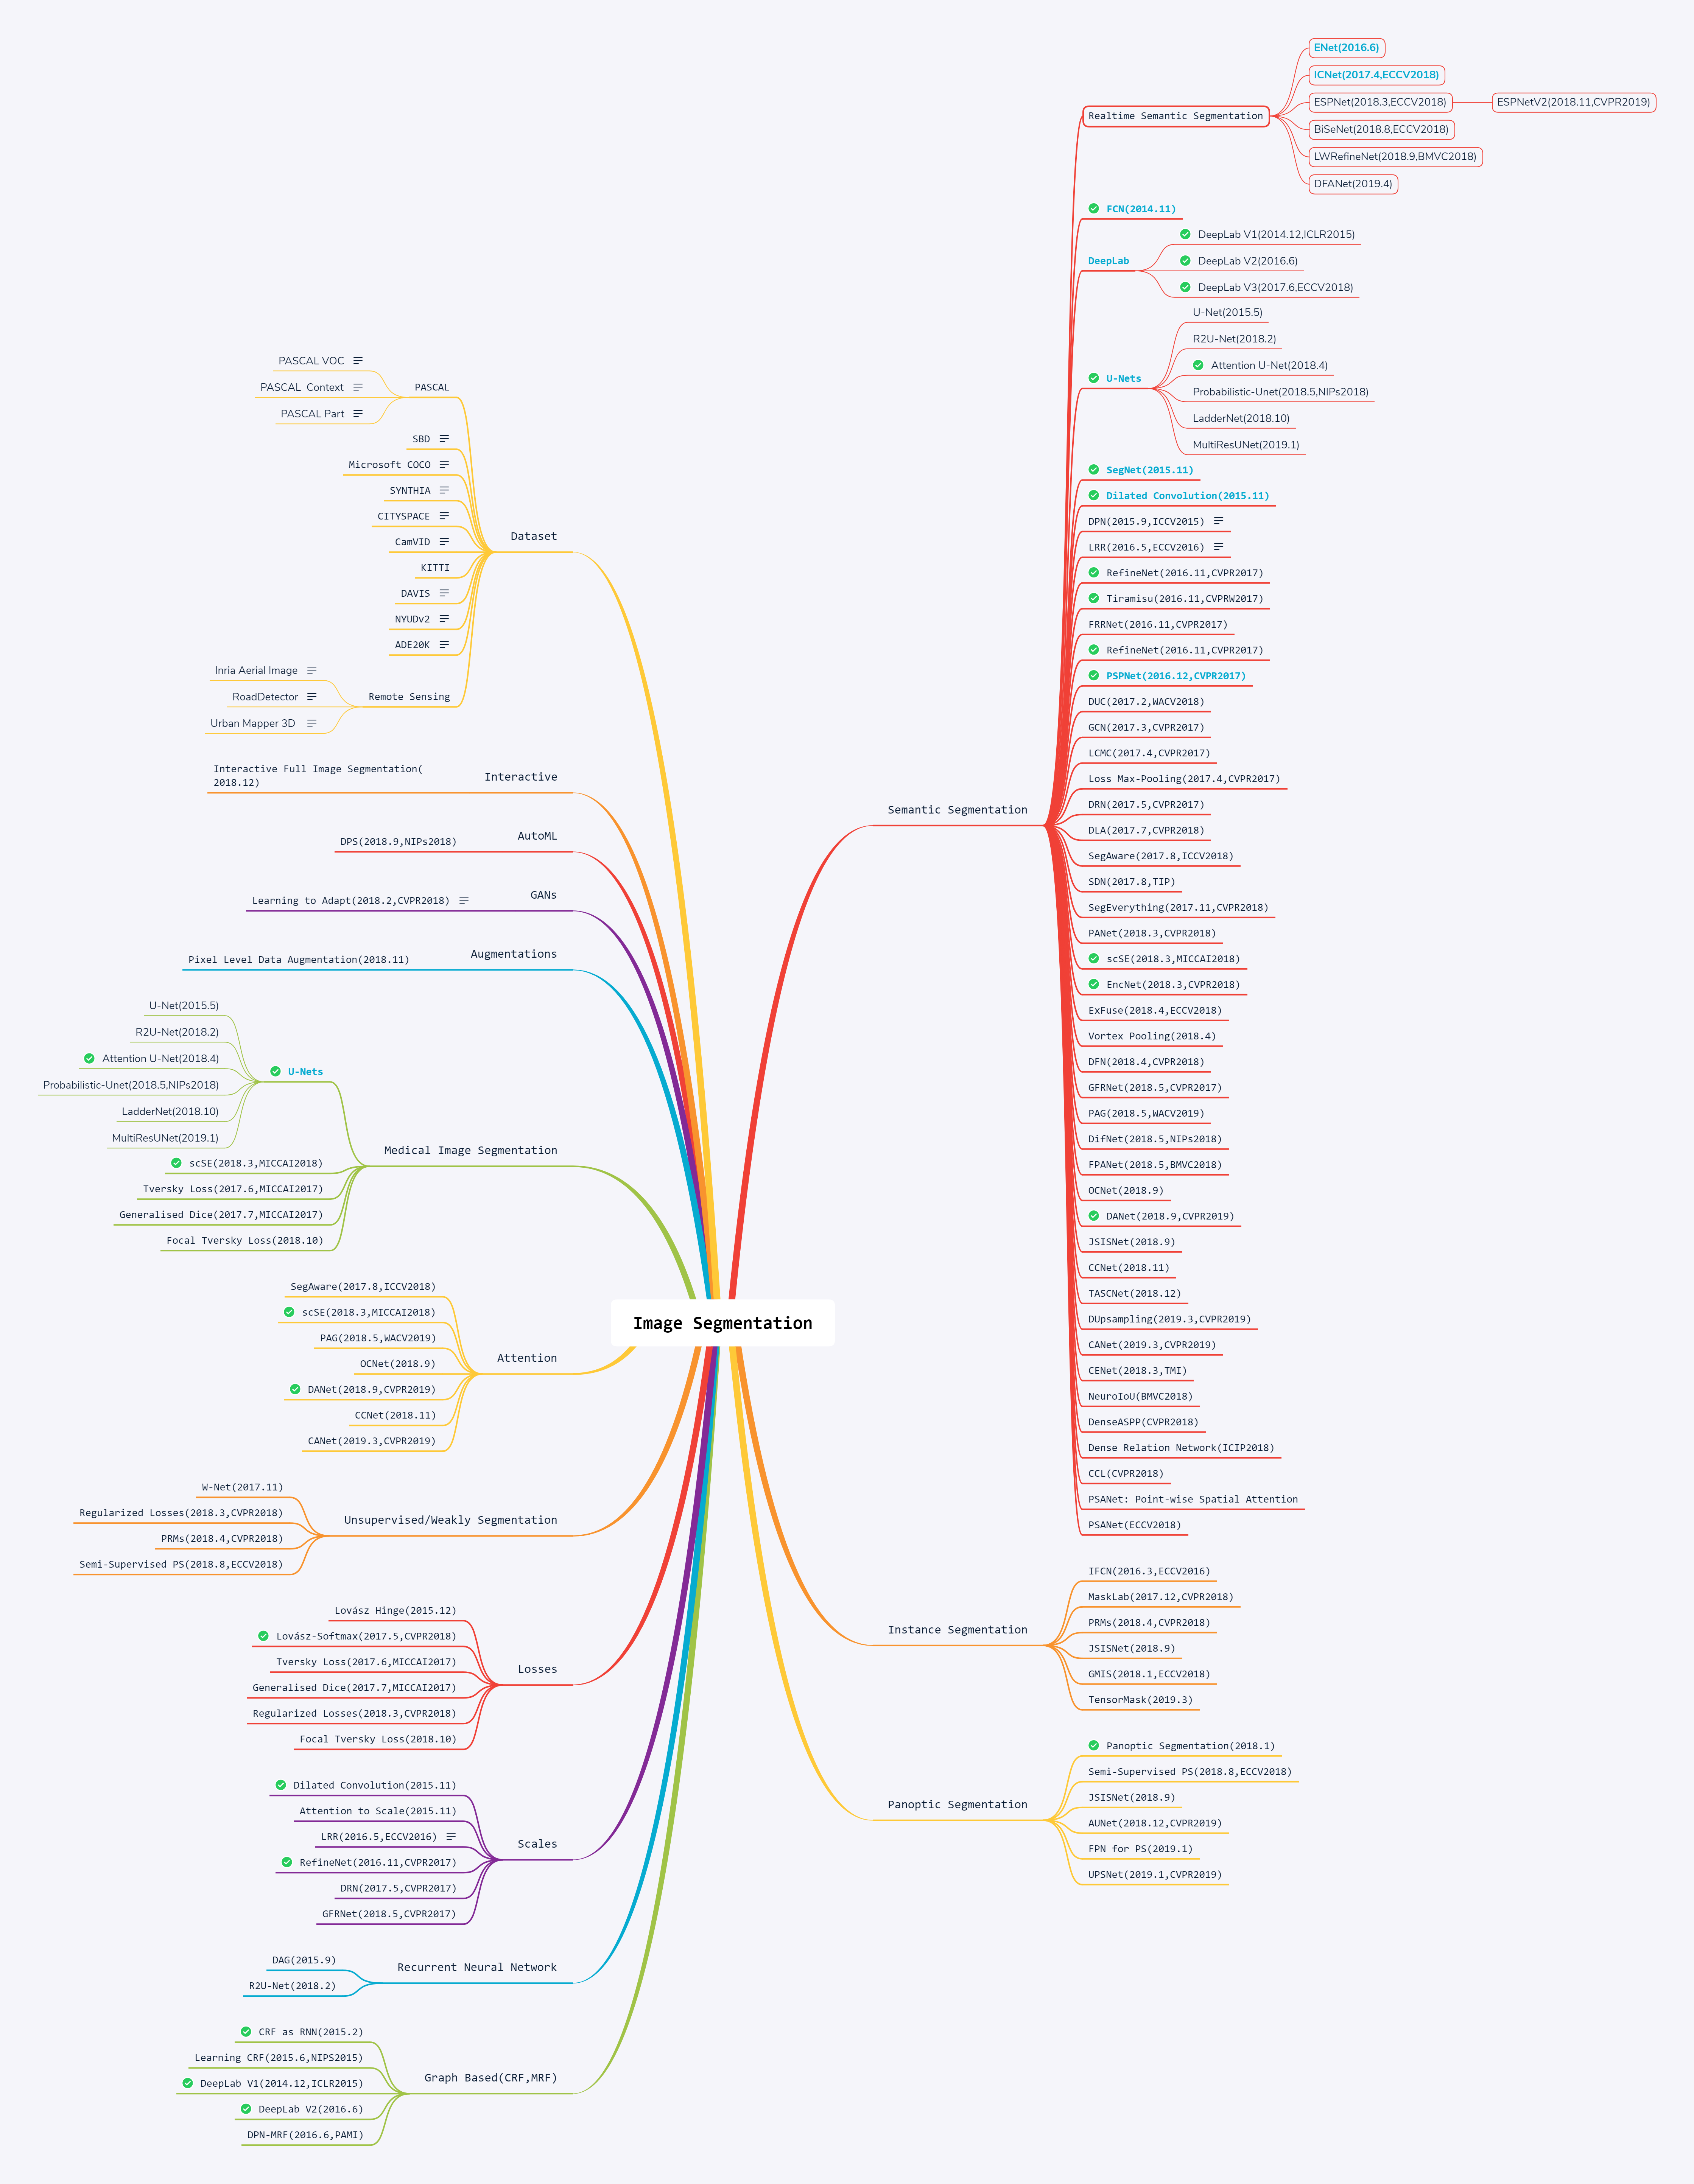 Image Segmentation
Semantic Segmentation
Realtime Semantic Segmentation
ENet(2016.6)
ICNet(2017.4,ECCV2018)
ESPNet(2018.3,ECCV2018)
ESPNetV2(2018.11,CVPR2019)
BiSeNet(2018.8,ECCV2018)
LWRefineNet(2018.9,BMVC2018)
DFANet(2019.4)
FCN(2014.11)
DeepLab
DeepLab V1(2014.12,ICLR2015)
DeepLab V2(2016.6)
DeepLab V3(2017.6,ECCV2018)
U-Nets
U-Net(2015.5)
R2U-Net(2018.2)
Attention U-Net(2018.4)
Probabilistic-Unet(2018.5,NIPs2018)
LadderNet(2018.10)
MultiResUNet(2019.1)
SegNet(2015.11)
Dilated Convolution(2015.11)
DPN(2015.9,ICCV2015)
LRR(2016.5,ECCV2016)
RefineNet(2016.11,CVPR2017)
Tiramisu(2016.11,CVPRW2017)
FRRNet(2016.11,CVPR2017)
RefineNet(2016.11,CVPR2017)
PSPNet(2016.12,CVPR2017)
DUC(2017.2,WACV2018)
GCN(2017.3,CVPR2017)
LCMC(2017.4,CVPR2017)
Loss Max-Pooling(2017.4,CVPR2017)
DRN(2017.5,CVPR2017)
DLA(2017.7,CVPR2018)
SegAware(2017.8,ICCV2018)
SDN(2017.8,TIP)
SegEverything(2017.11,CVPR2018)
PANet(2018.3,CVPR2018)
scSE(2018.3,MICCAI2018)
EncNet(2018.3,CVPR2018)
ExFuse(2018.4,ECCV2018)
Vortex Pooling(2018.4)
DFN(2018.4,CVPR2018)
GFRNet(2018.5,CVPR2017)
PAG(2018.5,WACV2019)
DifNet(2018.5,NIPs2018)
FPANet(2018.5,BMVC2018)
OCNet(2018.9)
DANet(2018.9,CVPR2019)
JSISNet(2018.9)
CCNet(2018.11)
TASCNet(2018.12)
DUpsampling(2019.3,CVPR2019)
CANet(2019.3,CVPR2019)
CENet(2018.3,TMI)
NeuroIoU(BMVC2018)
DenseASPP(CVPR2018)
Dense Relation Network(ICIP2018)
CCL(CVPR2018)
PSANet: Point-wise Spatial Attention
PSANet(ECCV2018)
Instance Segmentation
IFCN(2016.3,ECCV2016)
MaskLab(2017.12,CVPR2018)
PRMs(2018.4,CVPR2018)
JSISNet(2018.9)
GMIS(2018.1,ECCV2018)
TensorMask(2019.3)
Panoptic Segmentation
Panoptic Segmentation(2018.1)
Semi-Supervised PS(2018.8,ECCV2018)
JSISNet(2018.9)
AUNet(2018.12,CVPR2019)
FPN for PS(2019.1)
UPSNet(2019.1,CVPR2019)
Dataset
PASCAL
PASCAL VOC
PASCAL Context
PASCAL Part
SBD
Microsoft COCO
SYNTHIA
CITYSPACE
CamVID
KITTI
DAVIS
NYUDv2
ADE20K
Remote Sensing
Inria Aerial Image
RoadDetector
Urban Mapper 3D
Interactive
Interactive Full Image Segmentation(
2018.12)
AutoML
DPS(2018.9,NIPs2018)
GANs
Learning to Adapt(2018.2,CVPR2018)
Augmentations
Pixel Level Data Augmentation(2018.11)
Medical Image Segmentation
U-Nets
U-Net(2015.5)
R2U-Net(2018.2)
Attention U-Net(2018.4)
Probabilistic-Unet(2018.5,NIPs2018)
LadderNet(2018.10)
MultiResUNet(2019.1)
scSE(2018.3,MICCAI2018)
Tversky Loss(2017.6,MICCAI2017)
Generalised Dice(2017.7,MICCAI2017)
Focal Tversky Loss(2018.10)
Attention
SegAware(2017.8,ICCV2018)
scSE(2018.3,MICCAI2018)
PAG(2018.5,WACV2019)
OCNet(2018.9)
DANet(2018.9,CVPR2019)
CCNet(2018.11)
CANet(2019.3,CVPR2019)
Unsupervised/Weakly Segmentation
W-Net(2017.11)
Regularized Losses(2018.3,CVPR2018)
PRMs(2018.4,CVPR2018)
Semi-Supervised PS(2018.8,ECCV2018)
Losses
Lovász Hinge(2015.12)
Lovász-Softmax(2017.5,CVPR2018)
Tversky Loss(2017.6,MICCAI2017)
Generalised Dice(2017.7,MICCAI2017)
Regularized Losses(2018.3,CVPR2018)
Focal Tversky Loss(2018.10)
Scales
Dilated Convolution(2015.11)
Attention to Scale(2015.11)
LRR(2016.5,ECCV2016)
RefineNet(2016.11,CVPR2017)
DRN(2017.5,CVPR2017)
GFRNet(2018.5,CVPR2017)
Recurrent Neural Network
DAG(2015.9)
R2U-Net(2018.2)
Graph Based(CRF,MRF)
CRF as RNN(2015.2)
Learning CRF(2015.6,NIPS2015)
DeepLab V1(2014.12,ICLR2015)
DeepLab V2(2016.6)
DPN-MRF(2016.6,PAMI)